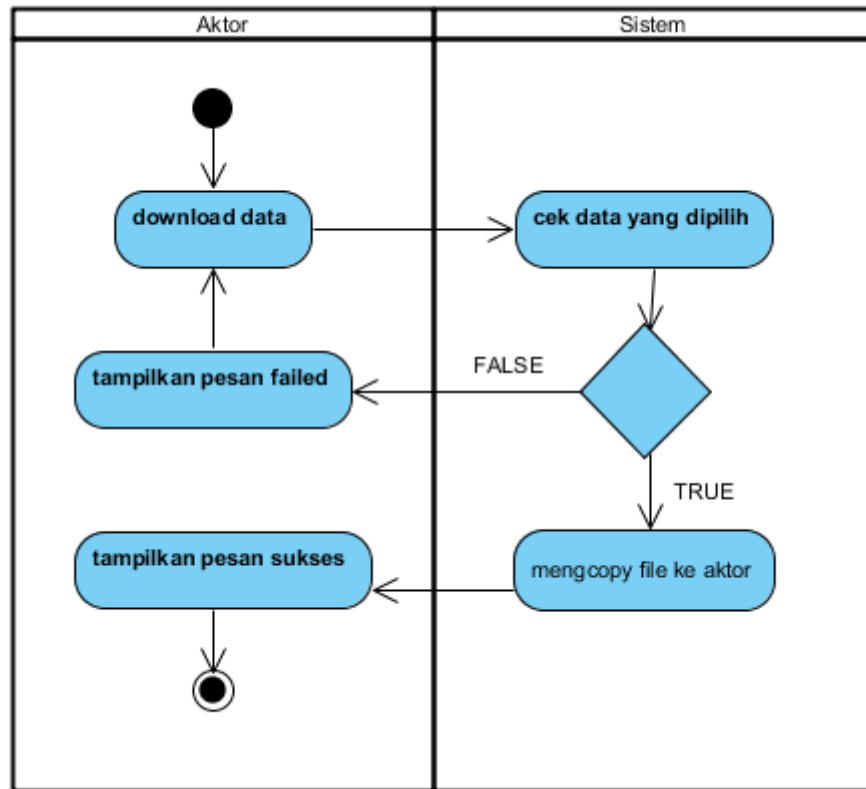 Aktor
Sistem
download data
cek data yang dipilih
tampilkan pesan failed
FALSE
TRUE
tampilkan pesan sukses
mengcopy file ke aktor